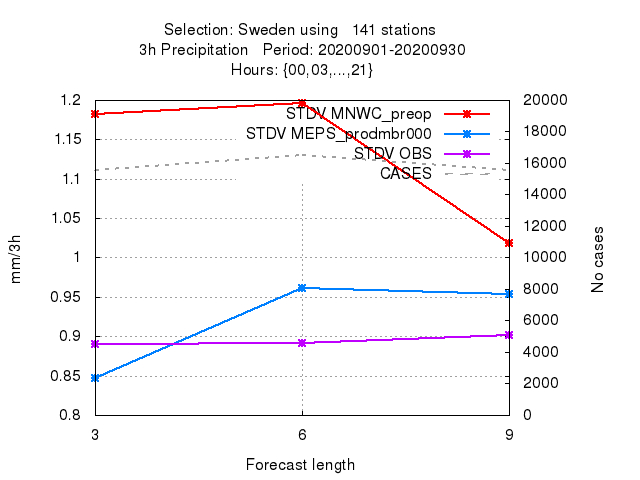 Selection: Sweden using   141 stations
3h Precipitation   Period: 20200901-20200930
Hours: {00,03,...,21}
1.2
1.15
1.1
1.05
1
0.95
0.9
0.85
0.8
20000
18000
16000
14000
12000
10000
8000
6000
4000
2000
0
STDV MNWC_preop
STDV MEPS_prodmbr000
STDV OBS
CASES
mm/3h
No cases
3 6 9
Forecast length